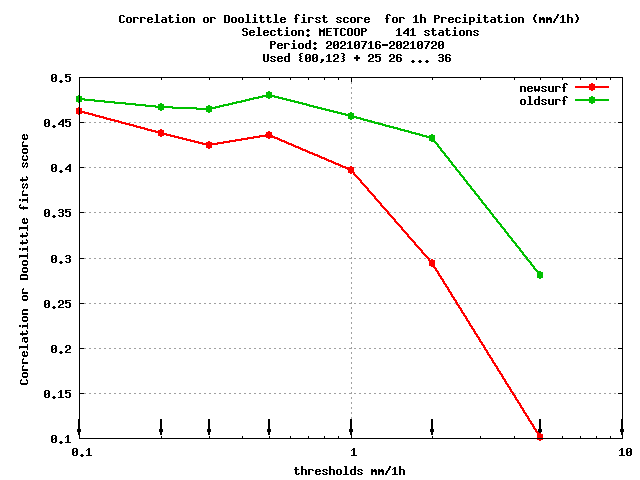 Correlation or Doolittle first score  for 1h Precipitation (mm/1h)
Selection: METCOOP    141 stations
Period: 20210716-20210720
Used {00,12} + 25 26 ... 36
newsurf
oldsurf
Correlation or Doolittle first score
0.5
0.45
0.4
0.35
0.3
0.25
0.2
0.15
0.1
0.1 1 10
thresholds mm/1h